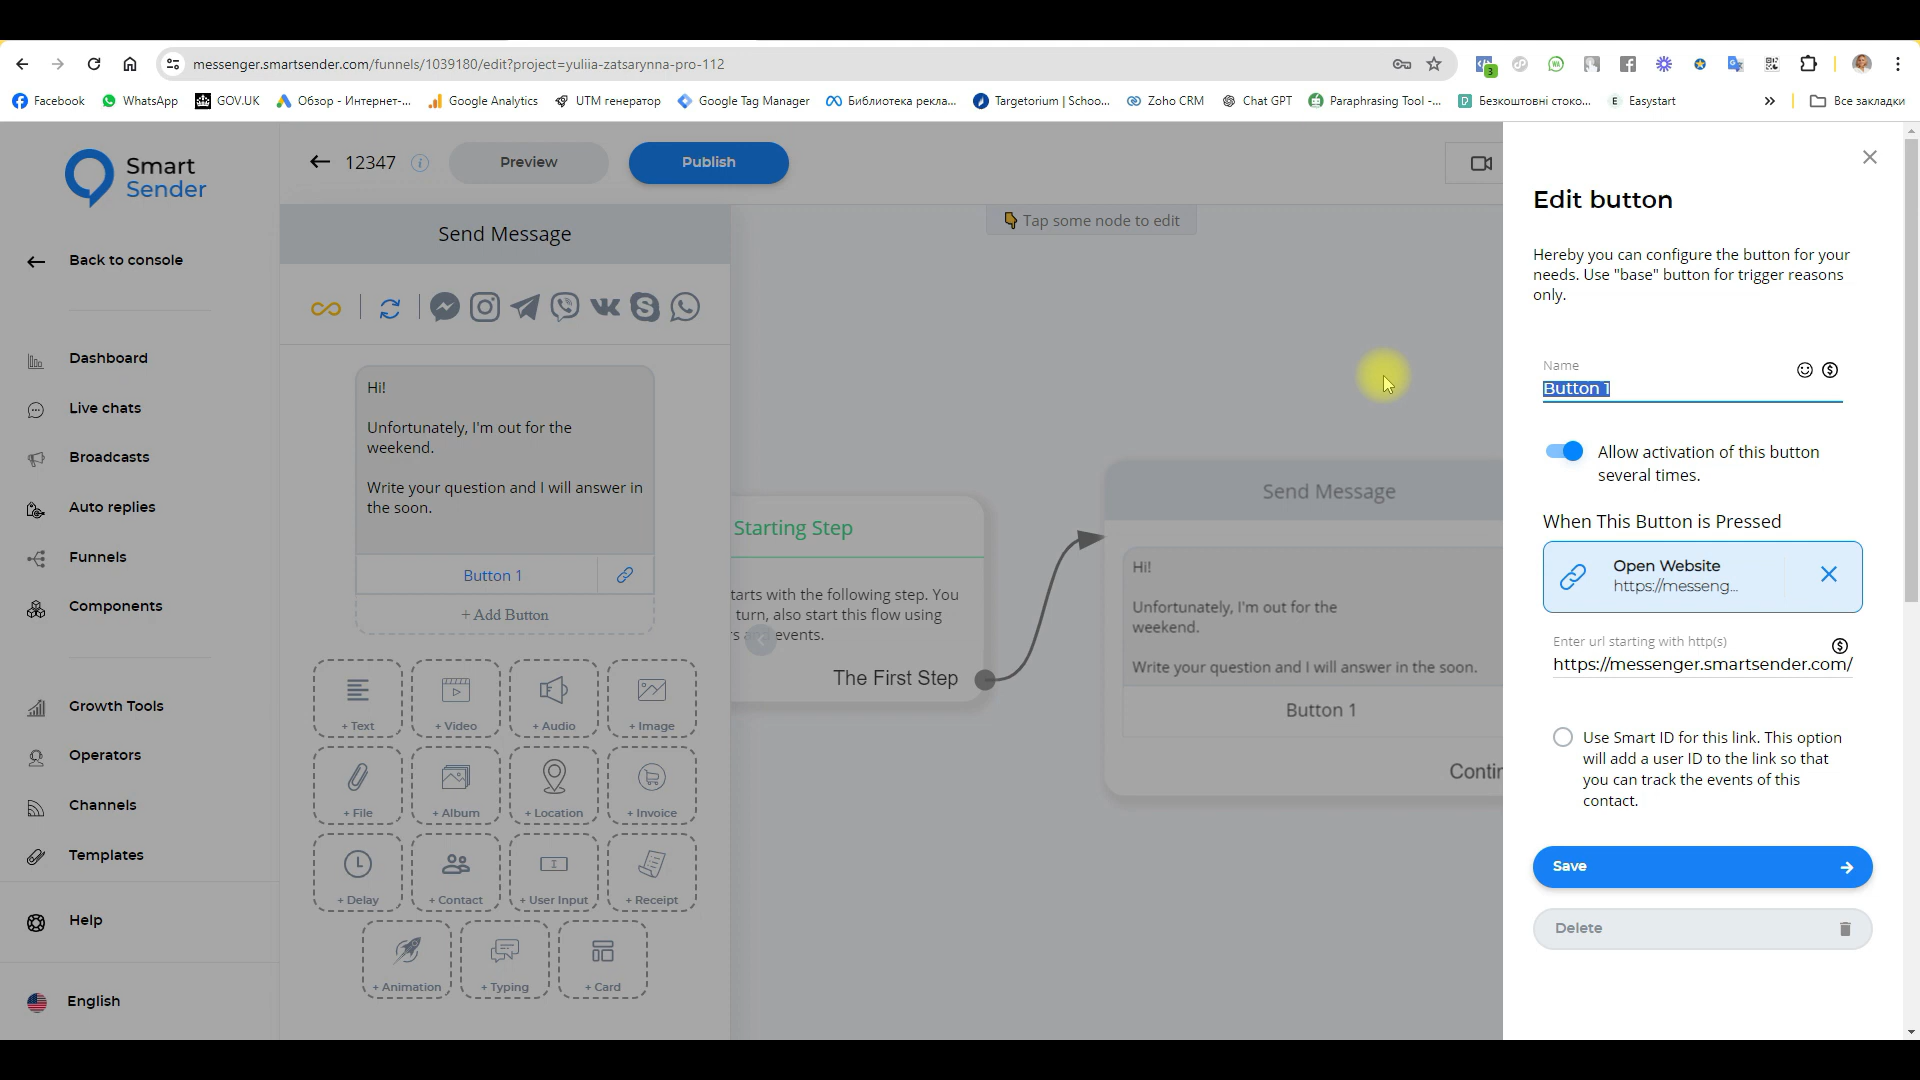 messenger.smartsender.com/funnels/1039180/edit?project=yuliia-zatsarynna-pro-112
3
Facebook
WhatsApp
GOV.UK
Обзор - Интернет-...
Google Analytics
UTM генератор
Google Tag Manager
Библиотека рекла...
Targetorium | Schoo...
Zoho CRM
Chat GPT
Paraphrasing Tool -...
Безкоштовні стоко...
E
Easystart
»
Все закладки
Smart
Sender
Back to console
Dashboard
Live chats
Broadcasts
Auto replies
Funnels
Components
Growth Tools
Operators
Channels
Templates
Help
English
12347
Preview
Publish
Send Message
Hi!
Unfortunately, I'm out for the
weekend.
Write your question and I will answer in
the soon.
Button 1
+ Add Button
+ Text
+ Video
+ Audio
+ Image
+ File
+ Album
+ Location
+ Invoice
+ Delay
+ Contact
+ User Input
+ Receipt
+ Animation
+ Typing
+ Card
Tap some node to edit
Starting Step
tarts with the following step. You
turn, also start this flow using
events.
The First Step
Send Message
Hi!
Unfortunately, I'm out for the
weekend.
Write your question and I will answer in the soon.
Button 1
Contin
Edit button
Hereby you can configure the button for your
needs. Use "base" button for trigger reasons
only.
Name
Button 1
Allow activation of this button
several times.
When This Button is Pressed
Open Website
https://messeng...
Enter url starting with http(s)
https://messenger.smartsender.com/
Use Smart ID for this link. This option
will add a user ID to the link so that
you can track the events of this
contact.
Save
Delete